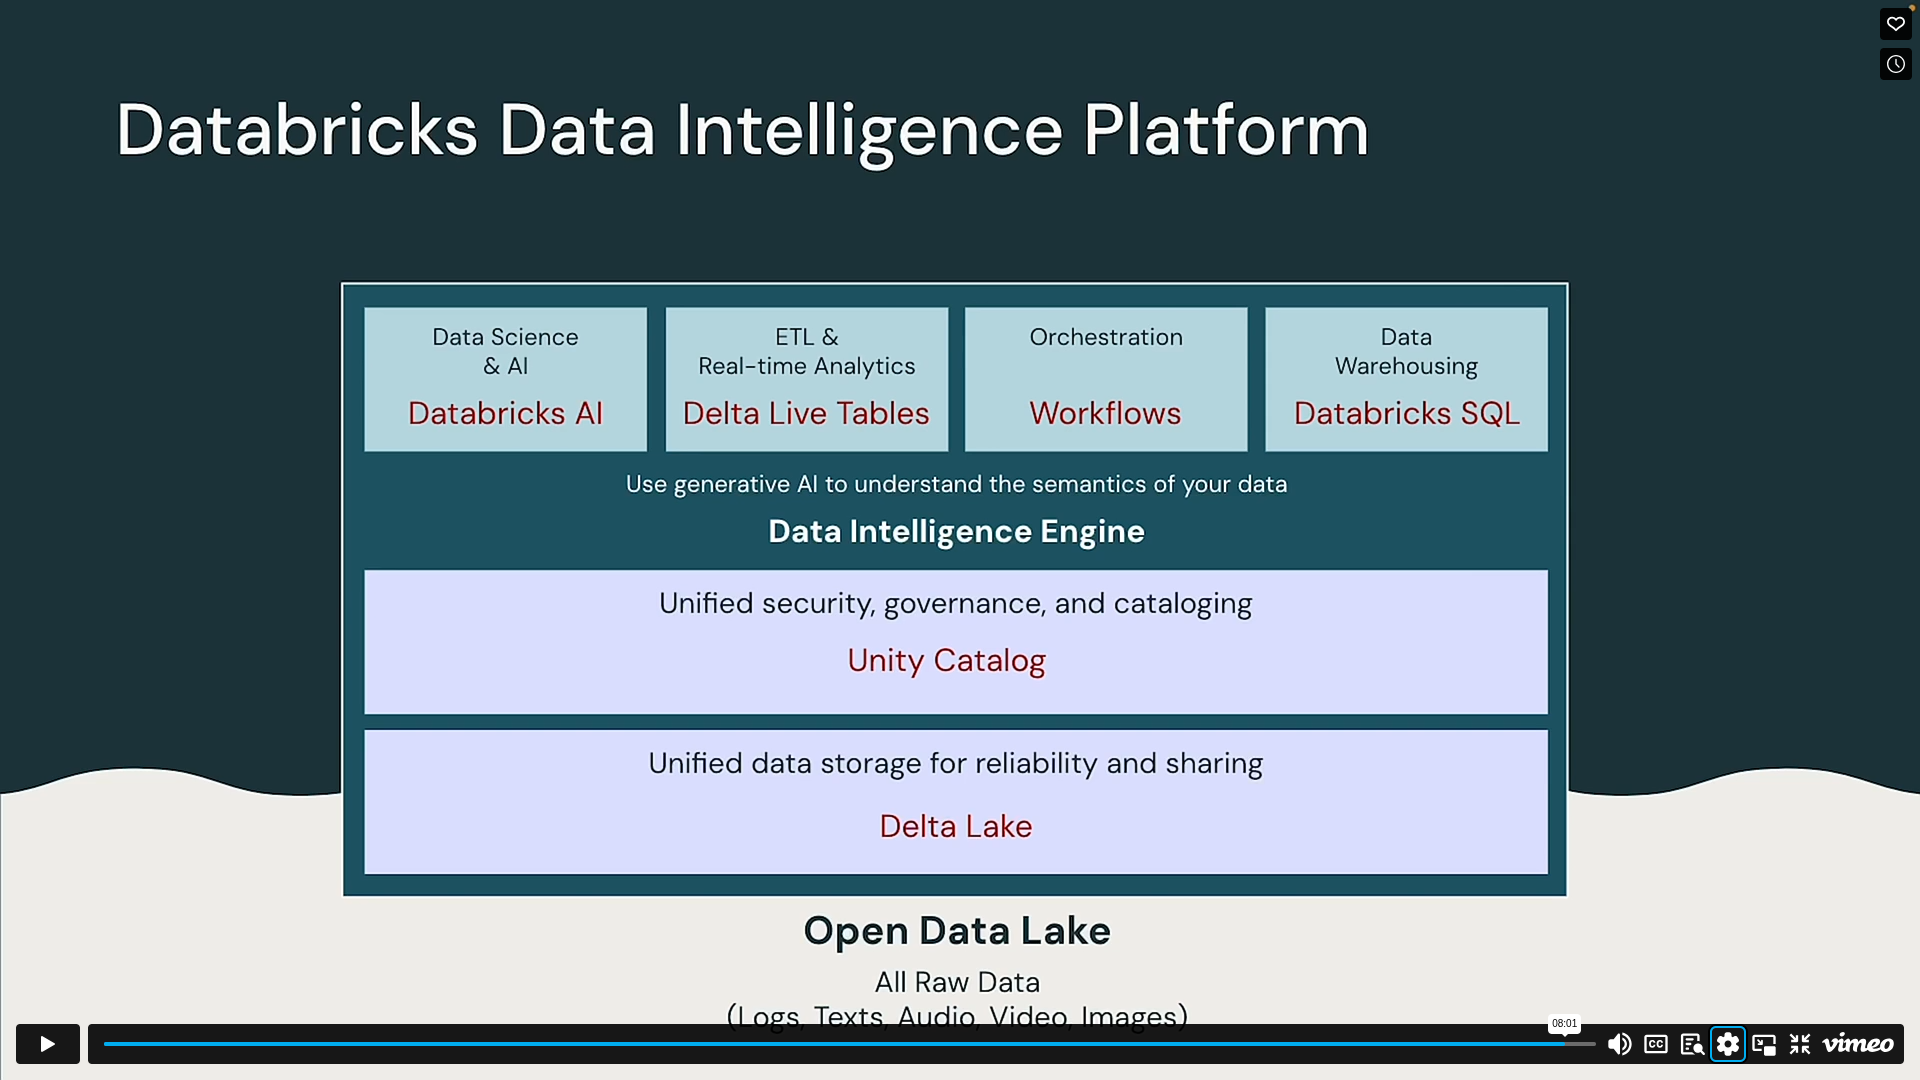 Databricks Data Intelligence Platform
Data Science
& AI
Databricks AI
ETL &
Real-time Analytics
Delta Live Tables
Orchestration
Workflows
Data
Warehousing
Databricks SQL
Use generative AI to understand the semantics of your data
Data Intelligence Engine
Unified security, governance, and cataloging
Unity Catalog
Unified data storage for reliability and sharing
Delta Lake
Open Data Lake
All Raw Data
(Logs, Texts, Audio, Video, Images)
08:01
CC
vimeo